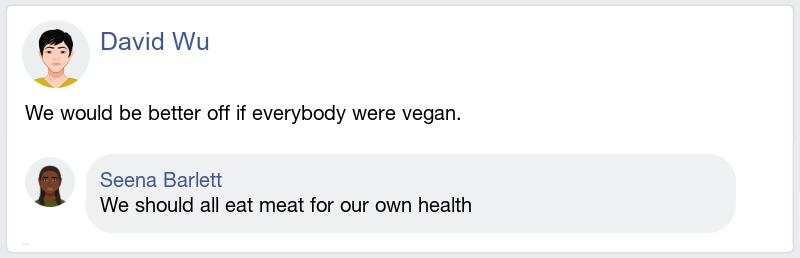 David Wu
We would be better off if everybody were vegan.
Seena Barlett
We should all eat meat for our own health